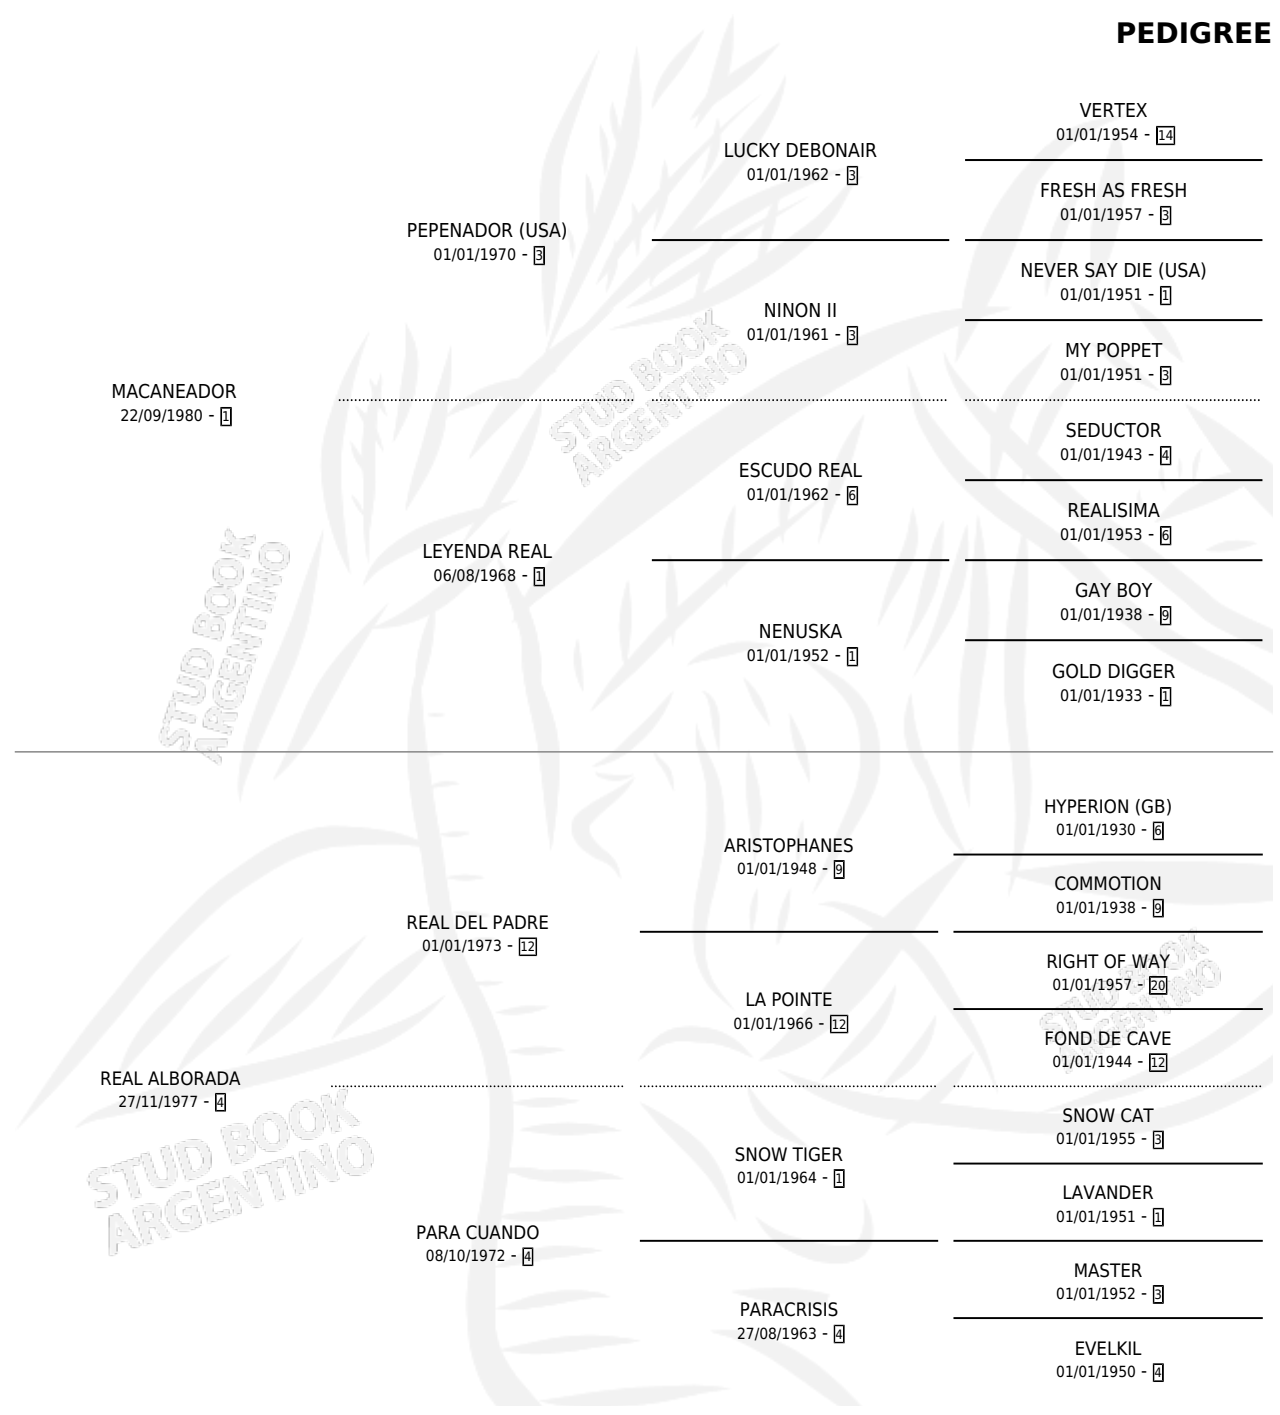 PEDIGREE
VERTEX
01/01/1954 - 14
LUCKY DEBONAIR
01/01/1962 - 3
FRESH AS FRESH
01/01/1957 - 3
PEPENADOR (USA)
01/01/1970 - 3
NEVER SAY DIE (USA)
01/01/1951 - 1
NINON II
01/01/1961 - 3
MY POPPET
01/01/1951 - 3
MACANEADOR
22/09/1980 - 1
SEDUCTOR
01/01/1943 - 4
ESCUDO REAL
01/01/1962 - 6
REALISIMA
01/01/1953 - 6
LEYENDA REAL
06/08/1968 - 1
GAY BOY
01/01/1938 - 9
NENUSKA
01/01/1952 - 1
GOLD DIGGER
01/01/1933 - 1
HYPERION (GB)
01/01/1930 - 6
ARISTOPHANES
01/01/1948 - 9
COMMOTION
01/01/1938 - 9
REAL DEL PADRE
01/01/1973 - 12
RIGHT OF WAY
01/01/1957 - 20
LA POINTE
01/01/1966 - 12
FOND DE CAVE
01/01/1944 - 12
REAL ALBORADA
27/11/1977 - 4
SNOW CAT
01/01/1955 - 3
SNOW TIGER
01/01/1964 - 1
LAVANDER
01/01/1951 - 1
PARA CUANDO
08/10/1972 - 4
MASTER
01/01/1952 - 3
PARACRISIS
27/08/1963 - 4
EVELKIL
01/01/1950 - 4
STUD BOOK
ARGENTINO
STUD BOOK
ARGENTINO
STUD BOOK
ARGENTINO
STUD BOOK
ARGENTINO